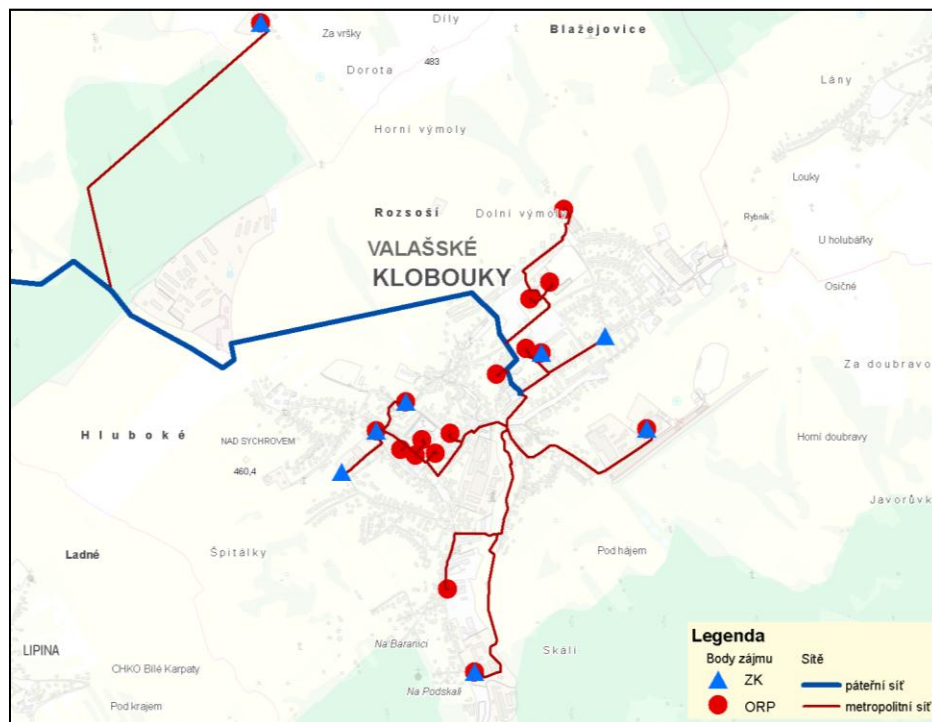 Díly
Za vršky
Blažejovice
483
Dorota
Lány
Horní výmoly
Louky
Rozsoší
Dolní výmoly
Rybník
VALAŠSKÉ
KLOBOUKY
U holubářky
Osičné
Za doubravo
Hluboké
NAD SYCHROVEM
Horní doubravy
460,4
Javorůvk
Ladné
Špitálky
Pod hájem
Na Baranici
Skalí
LIPINA
CHKO Bílé Karpaty
Na Podskalí
Pod krajem
Legenda
Body zájmu Sítě
ZK páteřní síť
ORP metropolitní síť